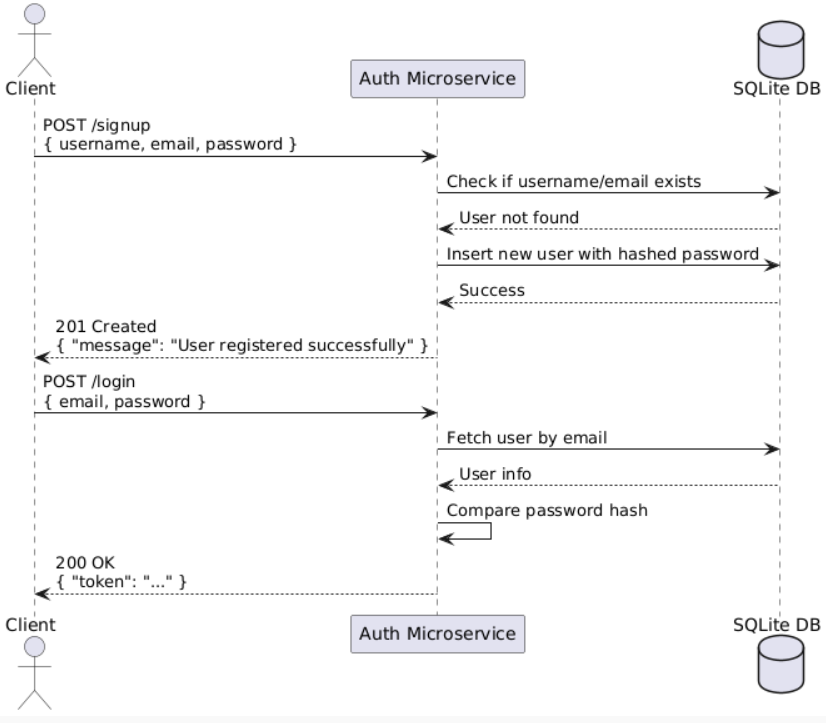 Client
Auth Microservice
SQLite DB
POST /signup
{ username, email, password }
Check if username/email exists
User not found
Insert new user with hashed password
Success
201 Created
{ "message": "User registered successfully" }
POST /login
{ email, password }
Fetch user by email
User info
Compare password hash
200 OK
{ "token": "..." }
Client
Auth Microservice
SQLite DB